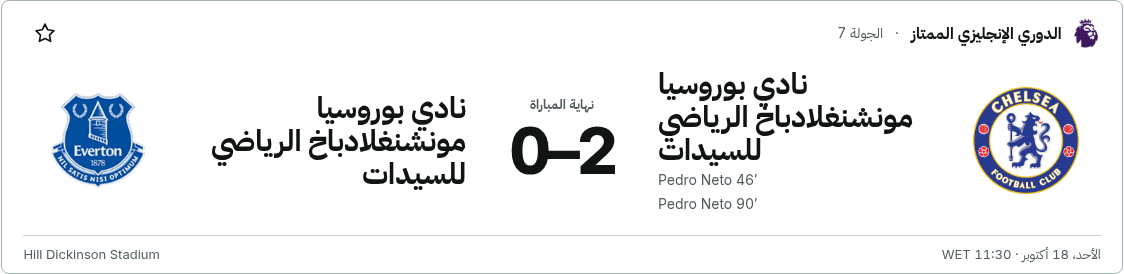 الدوري الإنجليزي الممتاز · الجولة 7
CHELSEA
FOOTBALL CLUB
نادي بوروسيا
مونشنغلادباخ الرياضي
للسيدات
Pedro Neto 46′
Pedro Neto 90′
نهاية المباراة
0–2
نادي بوروسيا
مونشنغلادباخ الرياضي
للسيدات
Everton
1878
NIL SATIS NISI OPTIMUM
الأحد، 18 أكتوبر · 11:30 WET
Hill Dickinson Stadium